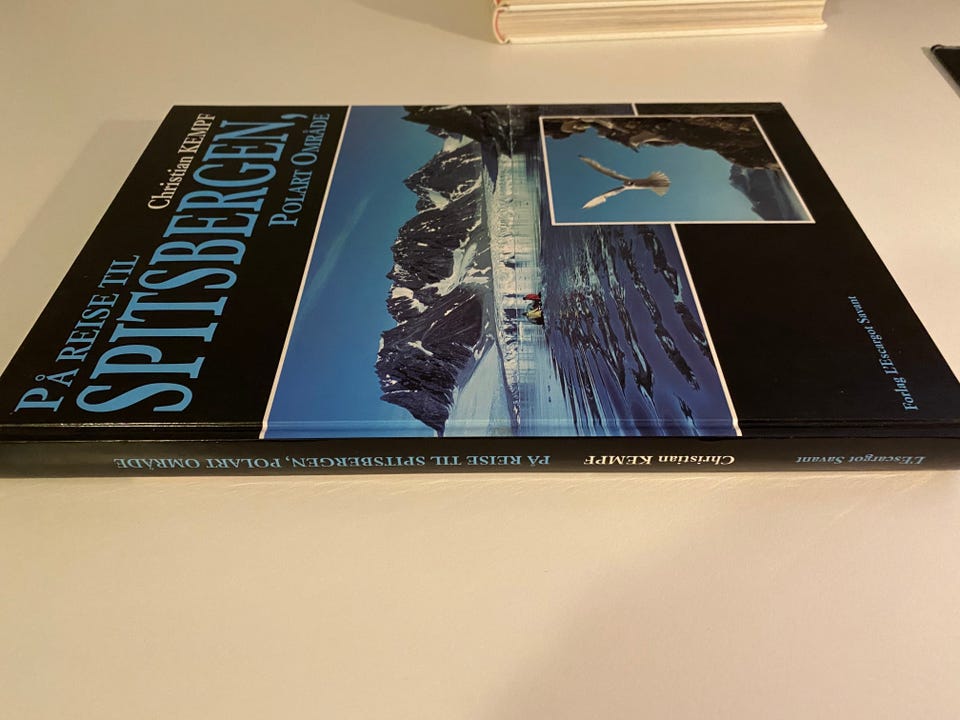 Christian KEMPF
PÅ REISE TIL
SPITSBERGEN,
POLART OMRÅDE
Forlag L'Escargot Savant
PÅ REISE TIL SPITSBERGEN, POLART OMRÅDE
Christian KEMPF
L'Escargot Savant